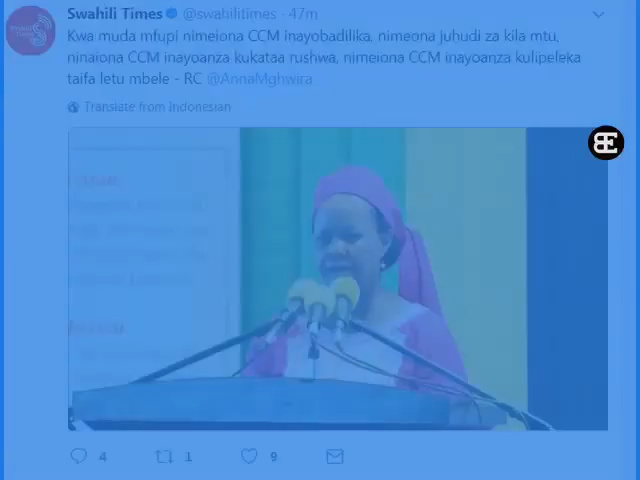 Swahili Times @swahilitimes · 47m
Kwa muda mfupi nimeiona CCM inayobadilika, nimeona juhudi za kila mtu,
ninaiona CCM inayoanza kukataa rushwa, nimeiona CCM inayoanza kulipeleka
taifa letu mbele - RC @AnnaMghwira
Translate from Indonesian
BE
4 1 9